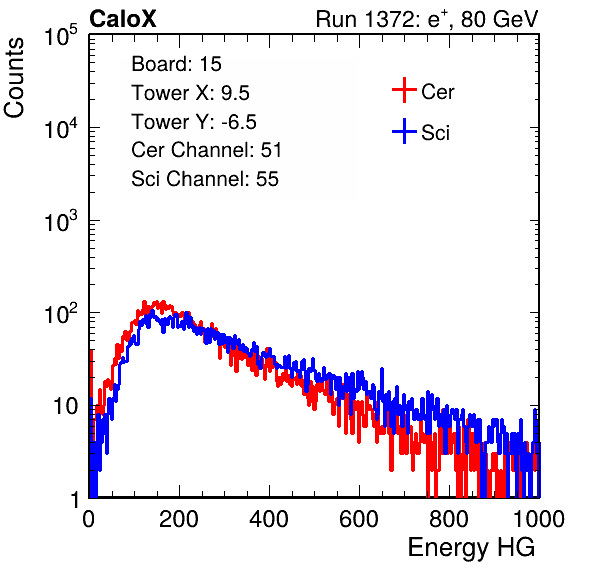 CaloX Run 1372: e⁺, 80 GeV
Counts
10⁵
10⁴
10³
10²
10
1
Board: 15
Tower X: 9.5
Tower Y: -6.5
Cer Channel: 51
Sci Channel: 55
Cer
Sci
0 200 400 600 800 1000
Energy HG